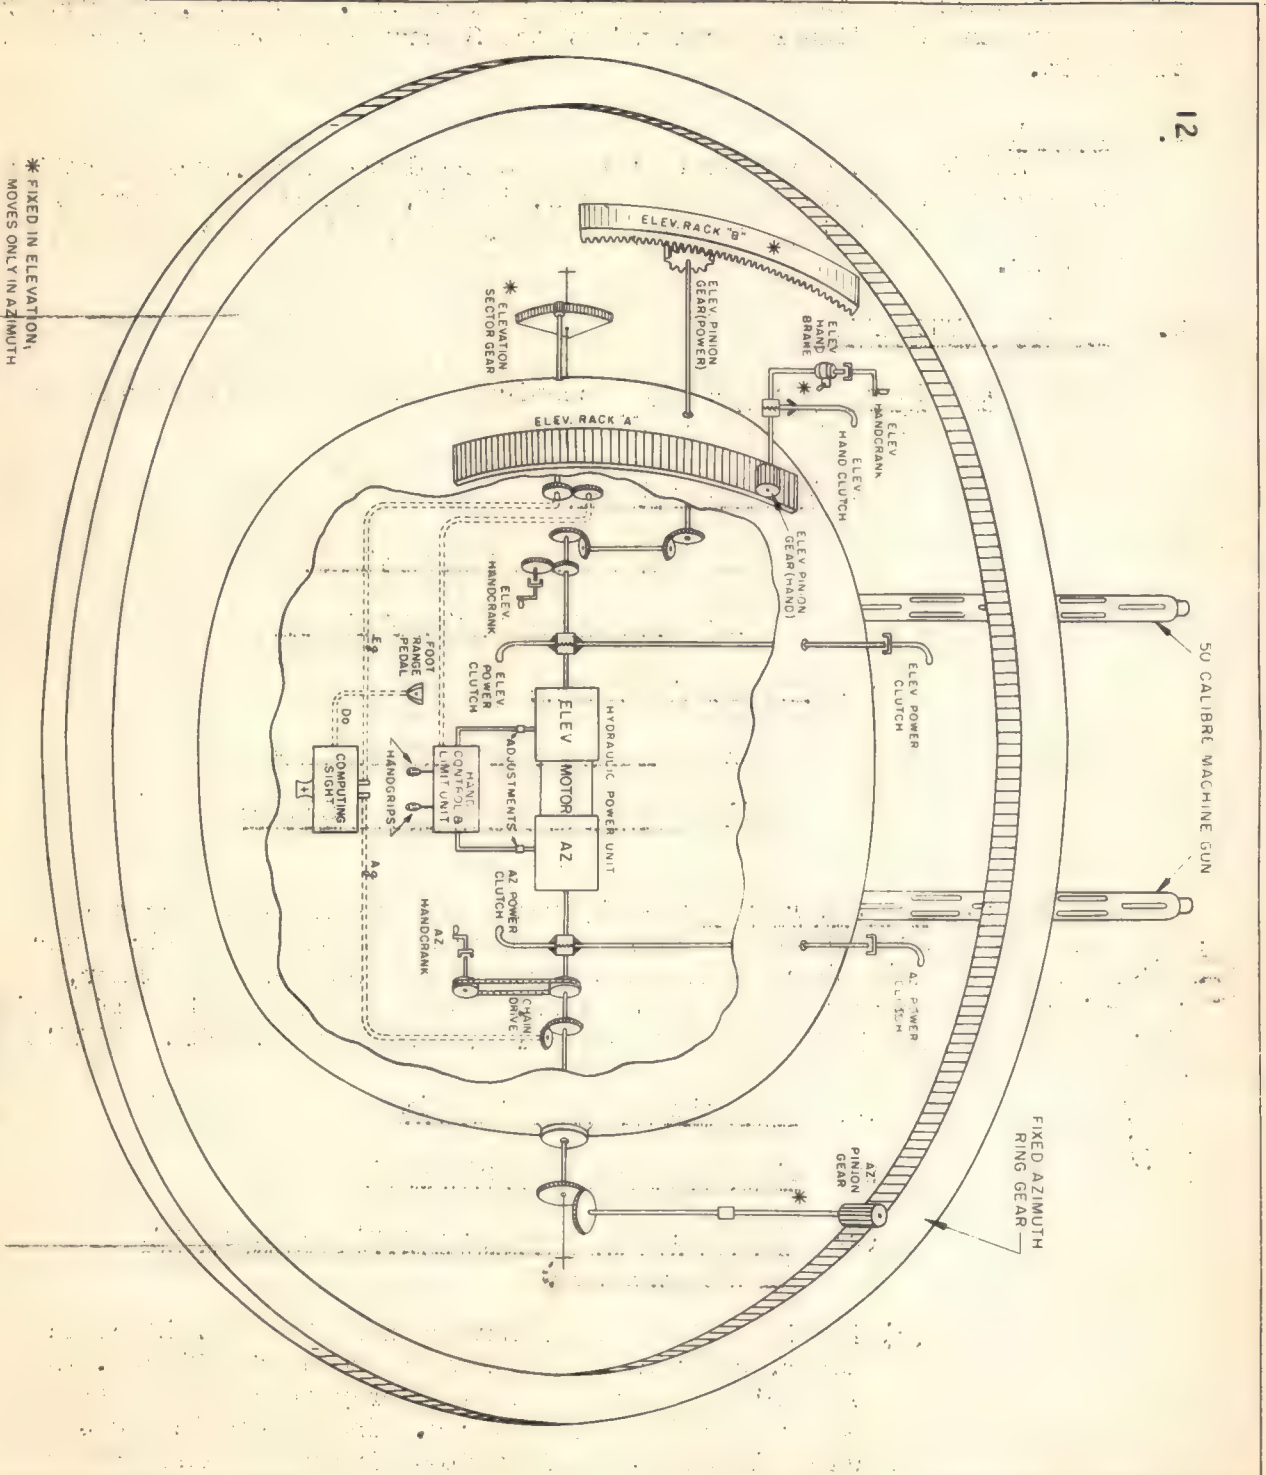 12
ELEV. RACK "B"
*
ELEV. PINION
GEAR (POWER)
* ELEVATION
SECTOR GEAR
ELEV
HAND
BRAKE
*
ELEV
HANDCRANK
ELEV.
HAND CLUTCH
ELEV. RACK "A"
ELEV PINION
GEAR (HAND)
50 CALIBRE MACHINE GUN
ELEV.
HANDCRANK
ELEV.
POWER
CLUTCH
ELEV POWER
CLUTCH
Eg
FOOT
RANGE
PEDAL
Do
HYDRAULIC POWER UNIT
ELEV
MOTOR
AZ.
ADJUSTMENTS
HAND
CONTROL &
LIMIT UNIT
HANDGRIPS
COMPUTING
SIGHT
Ag
AZ POWER
CLUTCH
AZ POWER
CLUTCH
AZ.
HANDCRANK
CHAIN
DRIVE
AZ.
PINION
GEAR
*
FIXED AZIMUTH
RING GEAR
* FIXED IN ELEVATION,
MOVES ONLY IN AZIMUTH